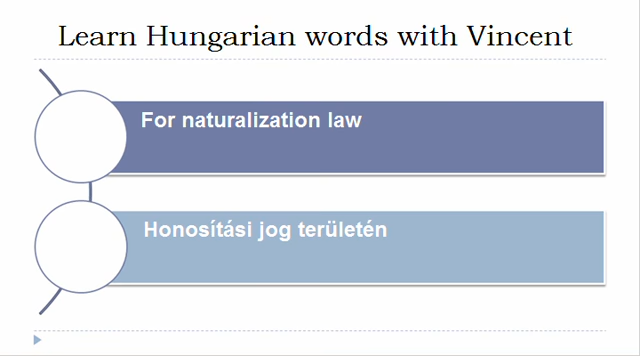 Learn Hungarian words with Vincent
For naturalization law
Honosítási jog területén